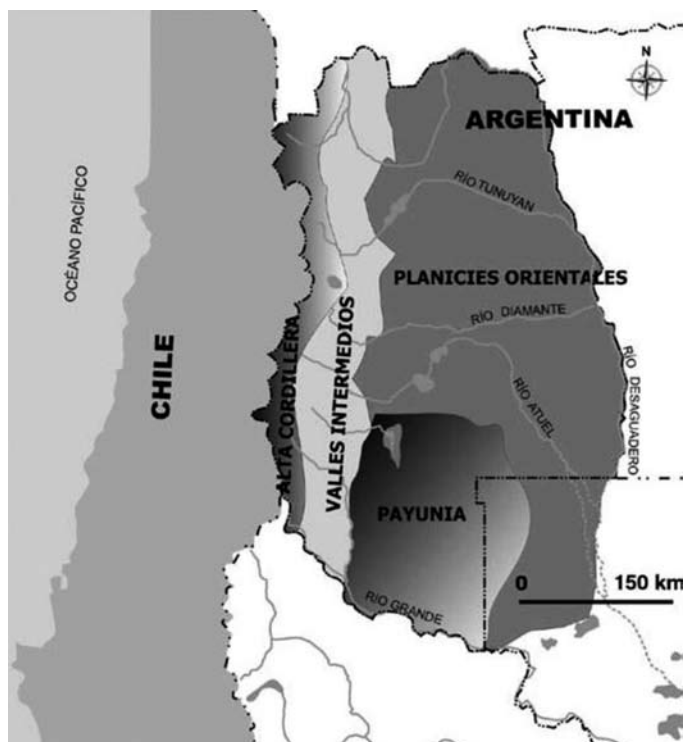 N
ARGENTINA
RÍO TUNUYAN
OCÉANO PACÍFICO
PLANICIES ORIENTALES
RÍO DIAMANTE
CHILE
ALTA CORDILLERA
VALLES INTERMEDIOS
RÍO ATUEL
RÍO DESAGUADERO
PAYUNIA
0 150 km
RÍO GRANDE